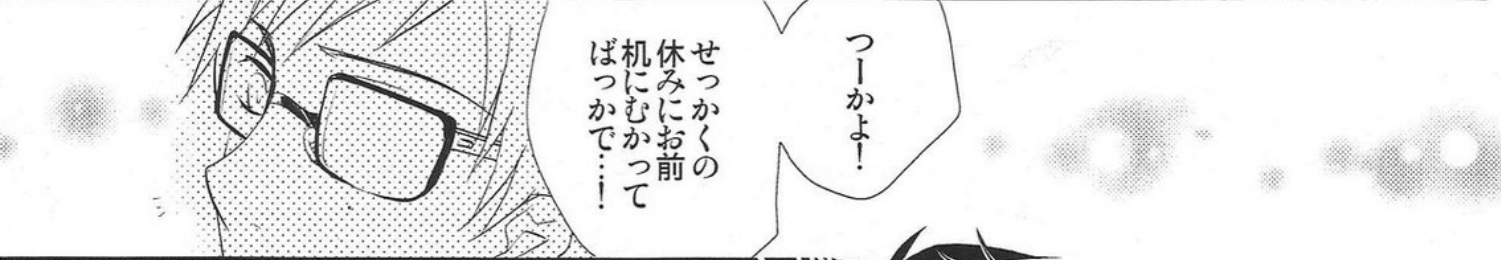 つーかよ！
せっかくの
休みにお前
机にむかって
ばっかで…！